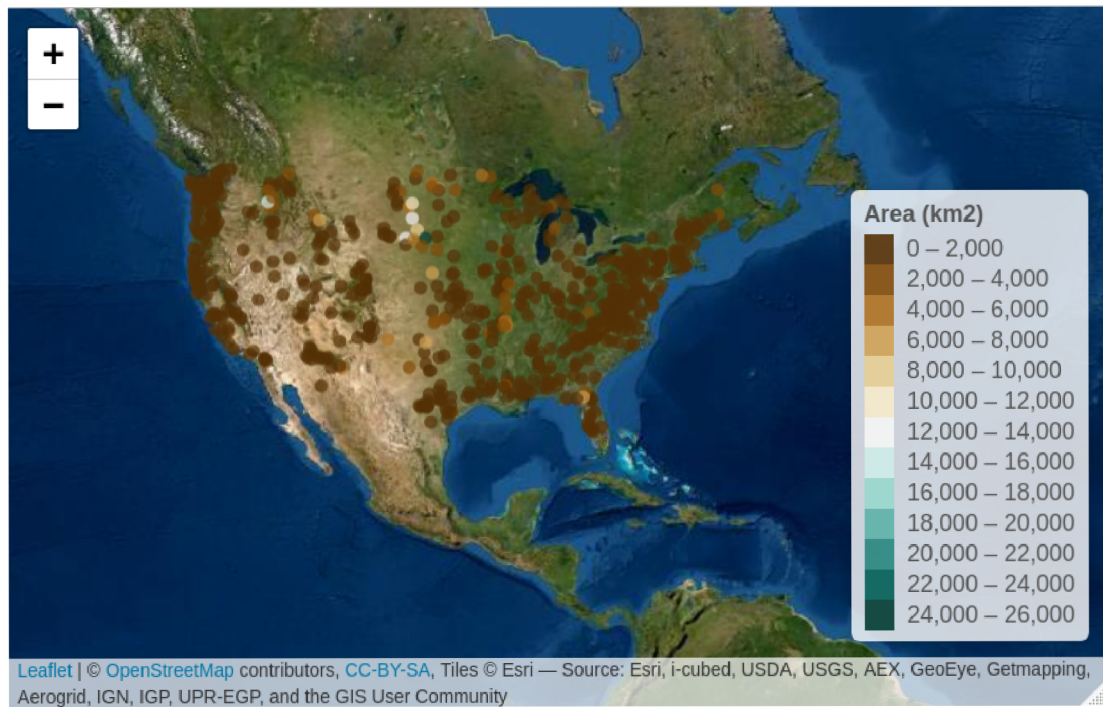 +
−
Area (km2)
0 – 2,000
2,000 – 4,000
4,000 – 6,000
6,000 – 8,000
8,000 – 10,000
10,000 – 12,000
12,000 – 14,000
14,000 – 16,000
16,000 – 18,000
18,000 – 20,000
20,000 – 22,000
22,000 – 24,000
24,000 – 26,000
Leaflet | © OpenStreetMap contributors, CC-BY-SA, Tiles © Esri — Source: Esri, i-cubed, USDA, USGS, AEX, GeoEye, Getmapping,
Aerogrid, IGN, IGP, UPR-EGP, and the GIS User Community